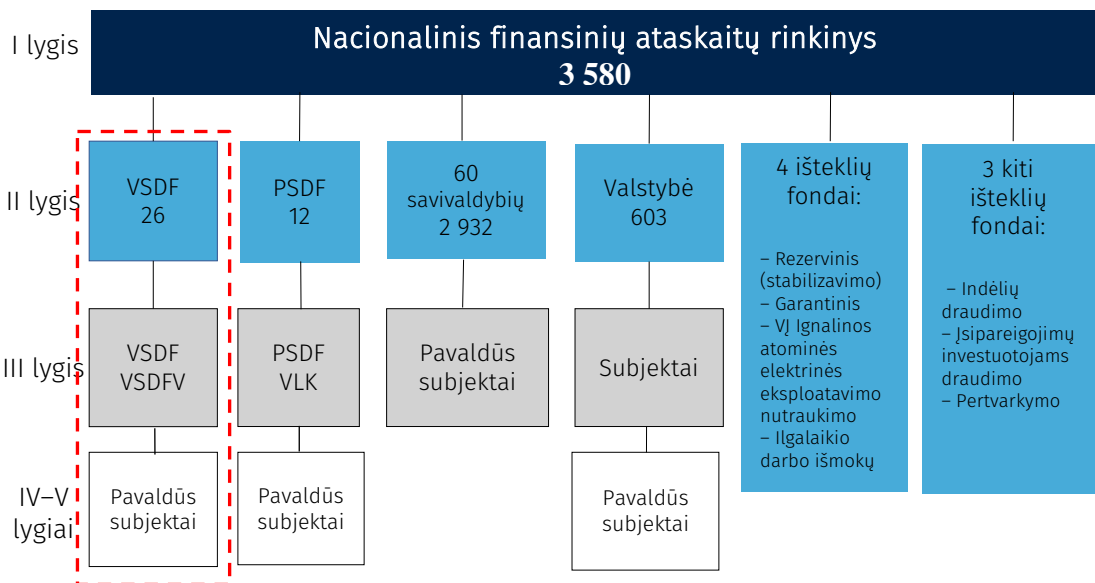 I lygis
Nacionalinis finansinių ataskaitų rinkinys
3 580
II lygis
VSDF
26
PSDF
12
60
savivaldybių
2 932
Valstybė
603
4 išteklių
fondai:
– Rezervinis
(stabilizavimo)
– Garantinis
– VĮ Ignalinos
atominės
elektrinės
eksploatavimo
nutraukimo
– Ilgalaikio
darbo išmokų
3 kiti
išteklių
fondai:
– Indėlių
draudimo
– Įsipareigojimų
investuotojams
draudimo
– Pertvarkymo
III lygis
VSDF
VSDFV
PSDF
VLK
Pavaldūs
subjektai
Subjektai
IV–V
lygiai
Pavaldūs
subjektai
Pavaldūs
subjektai
Pavaldūs
subjektai